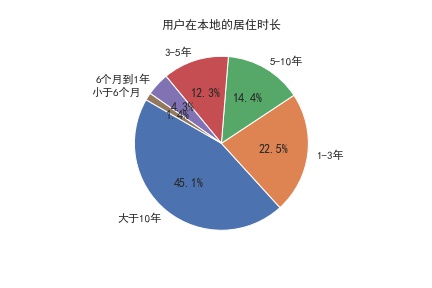 用户在本地的居住时长
3-5年
5-10年
6个月到1年
小于6个月
12.3%
14.4%
4.3%
1.4%
22.5%
1-3年
45.1%
大于10年